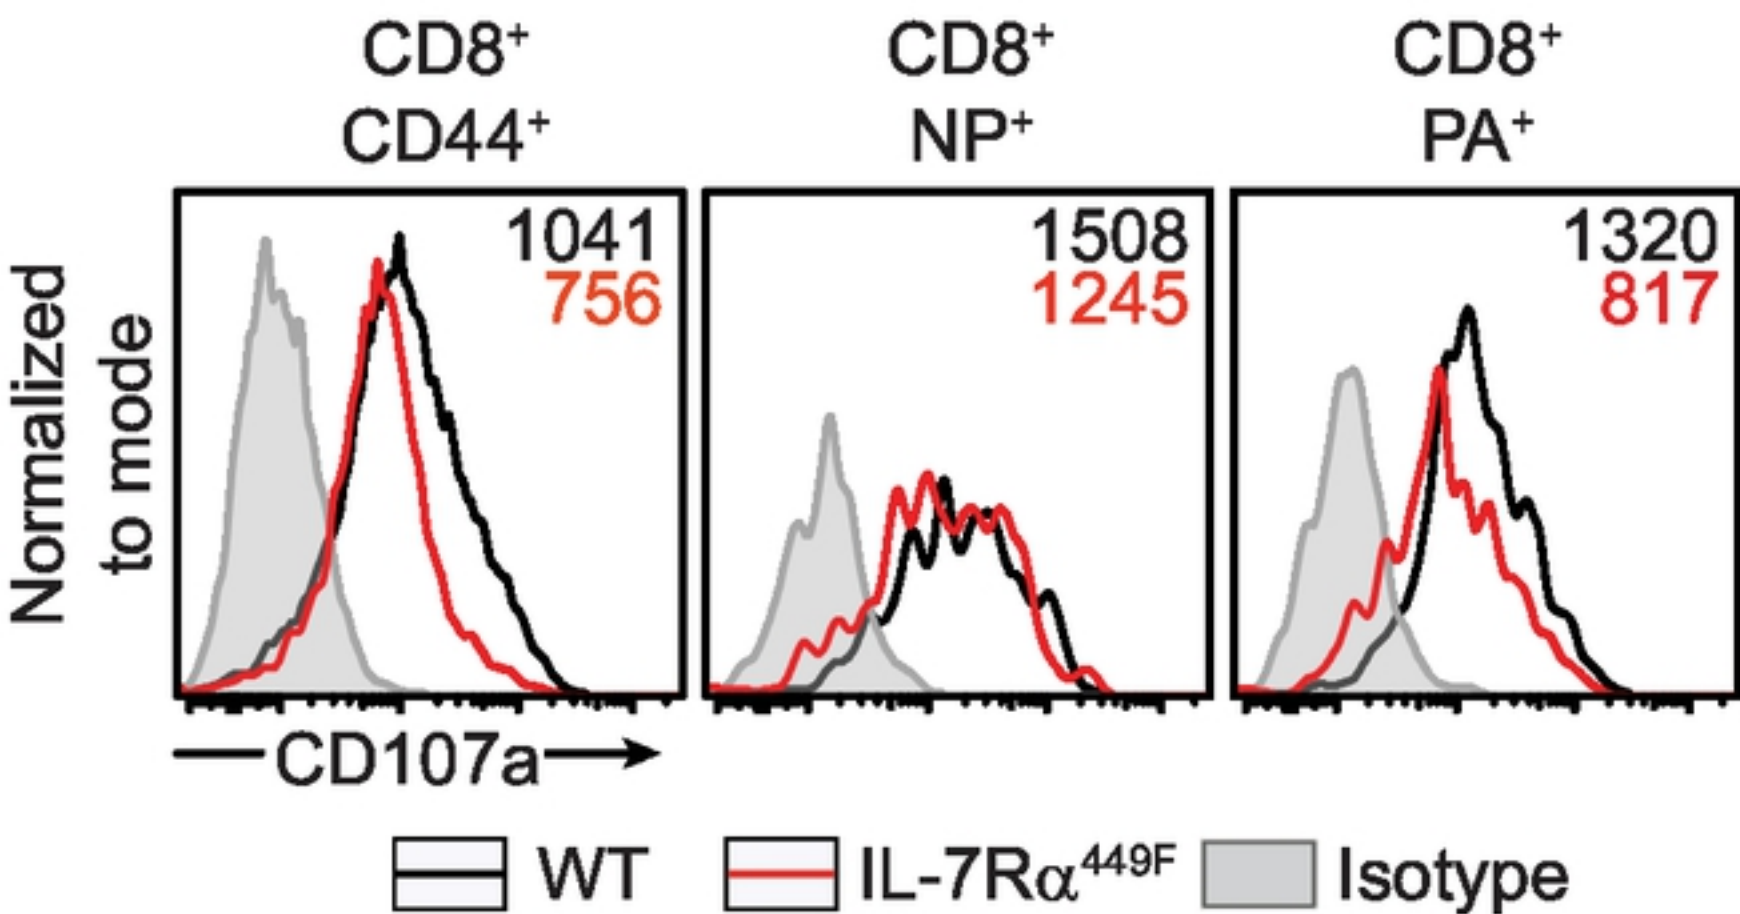 CD8⁺
CD44⁺
CD8⁺
NP⁺
CD8⁺
PA⁺
Normalized
to mode
1041
756
1508
1245
1320
817
CD107a
WT
IL-7Rα⁴⁴⁹F
Isotype